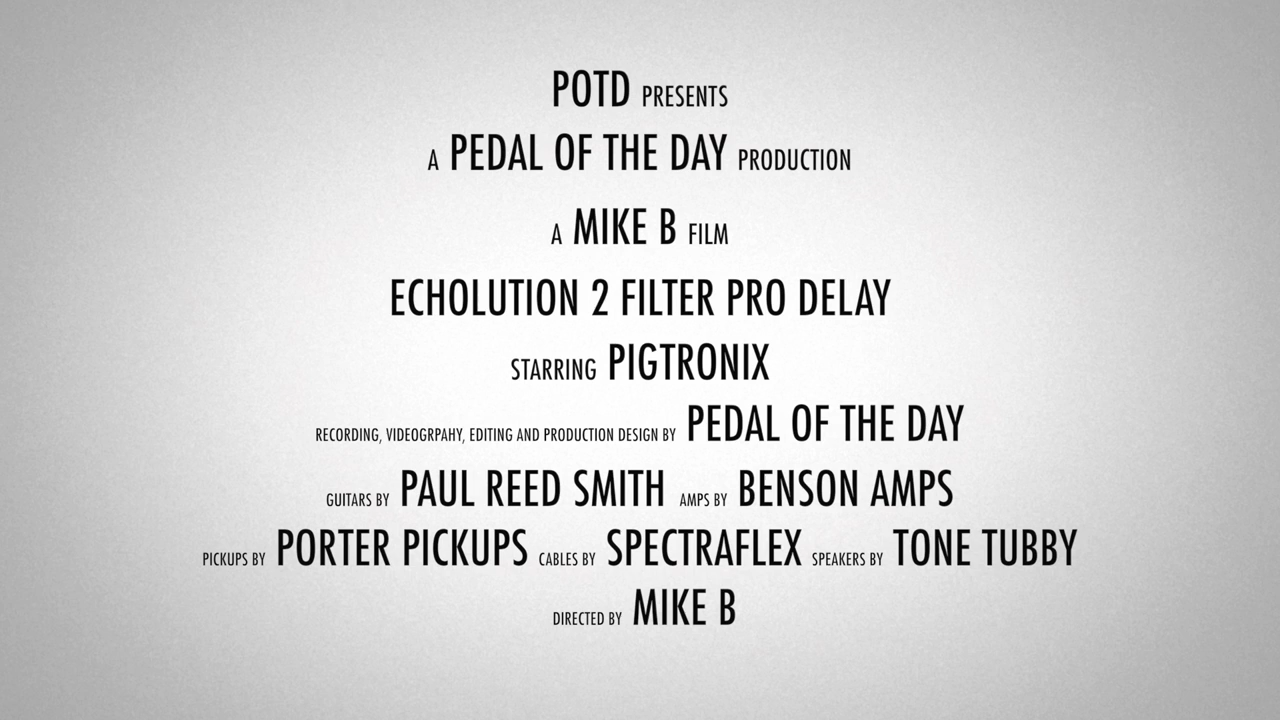 POTD PRESENTS
A PEDAL OF THE DAY PRODUCTION
A MIKE B FILM
ECHOLUTION 2 FILTER PRO DELAY
STARRING PIGTRONIX
RECORDING, VIDEOGRPAHY, EDITING AND PRODUCTION DESIGN BY PEDAL OF THE DAY
GUITARS BY PAUL REED SMITH AMPS BY BENSON AMPS
PICKUPS BY PORTER PICKUPS CABLES BY SPECTRAFLEX SPEAKERS BY TONE TUBBY
DIRECTED BY MIKE B